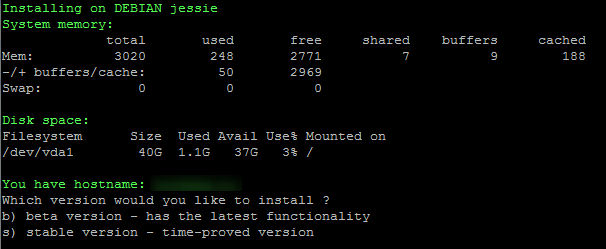 Installing on DEBIAN jessie
System memory:
total used free shared buffers cached
Mem: 3020 248 2771 7 9 188
-/+ buffers/cache: 50 2969
Swap: 0 0 0
Disk space:
Filesystem Size Used Avail Use% Mounted on
/dev/vda1 40G 1.1G 37G 3% /
You have hostname:
Which version would you like to install ?
b) beta version - has the latest functionality
s) stable version - time-proved version